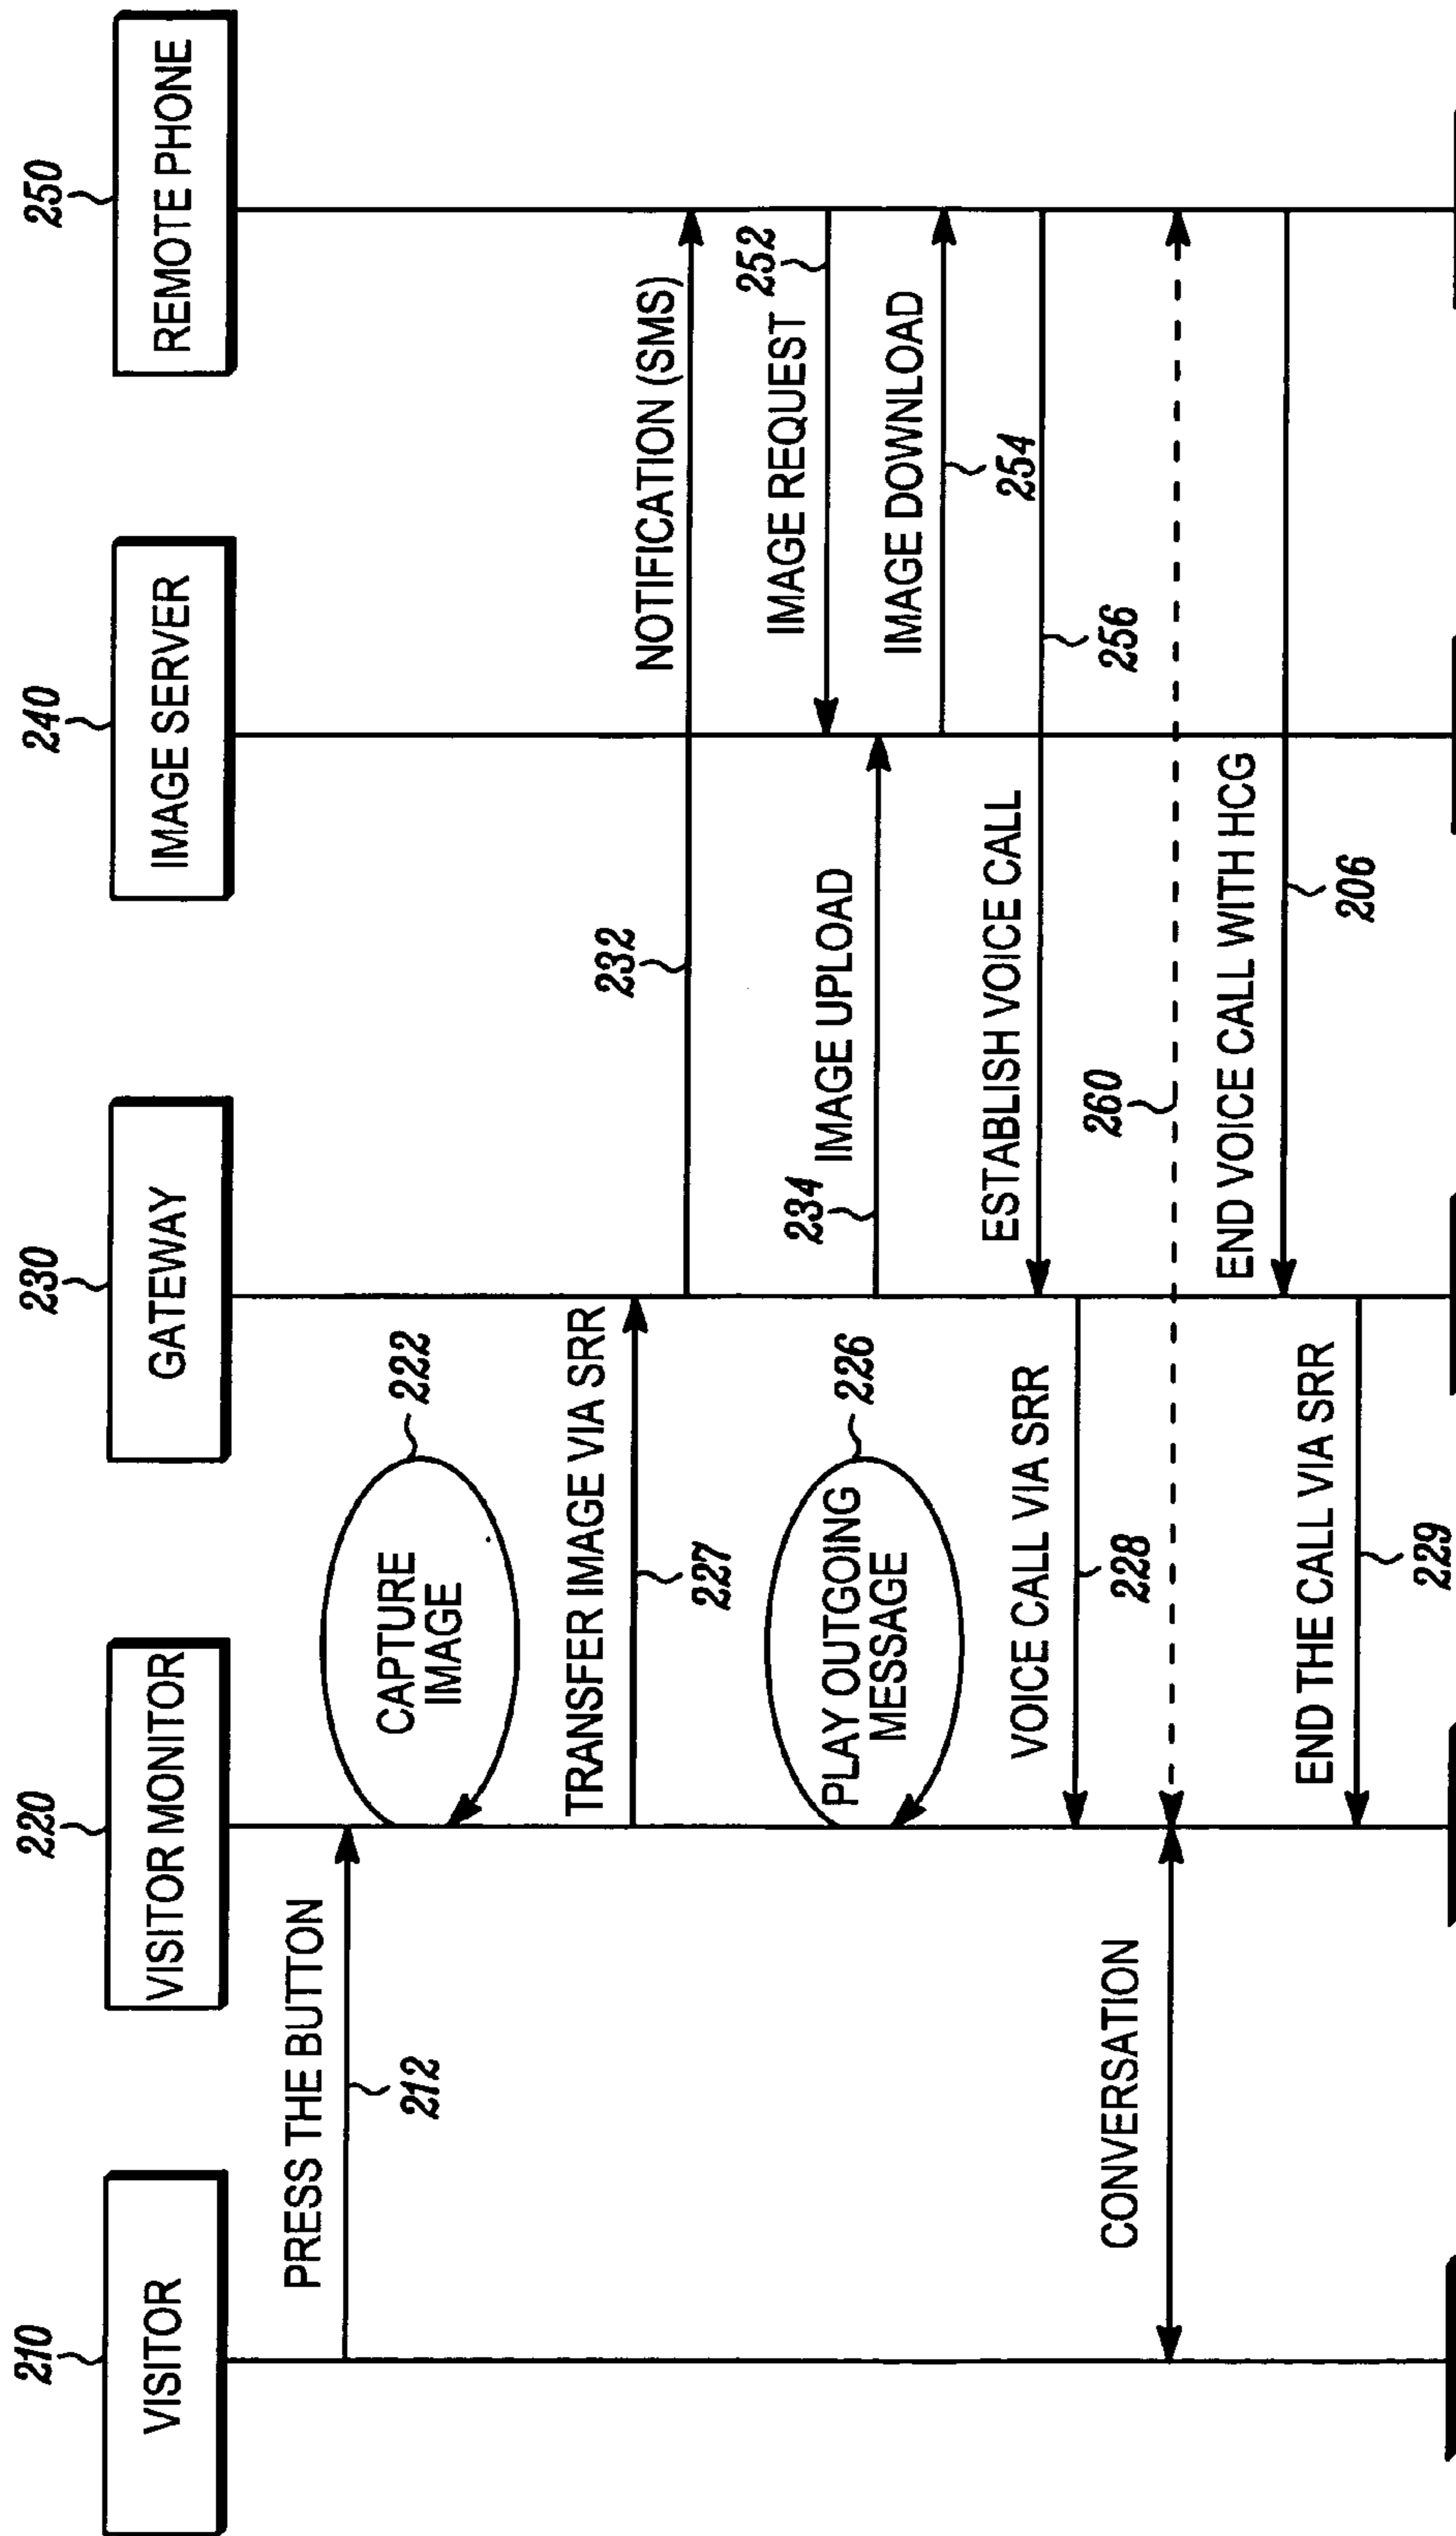 210
VISITOR
220
VISITOR MONITOR
230
GATEWAY
240
IMAGE SERVER
250
REMOTE PHONE
PRESS THE BUTTON
212
CAPTURE
IMAGE
222
TRANSFER IMAGE VIA SRR
227
232
NOTIFICATION (SMS)
PLAY OUTGOING
MESSAGE
226
IMAGE REQUEST
252
234
IMAGE UPLOAD
IMAGE DOWNLOAD
254
ESTABLISH VOICE CALL
256
VOICE CALL VIA SRR
228
CONVERSATION
260
END VOICE CALL WITH HCG
206
END THE CALL VIA SRR
229